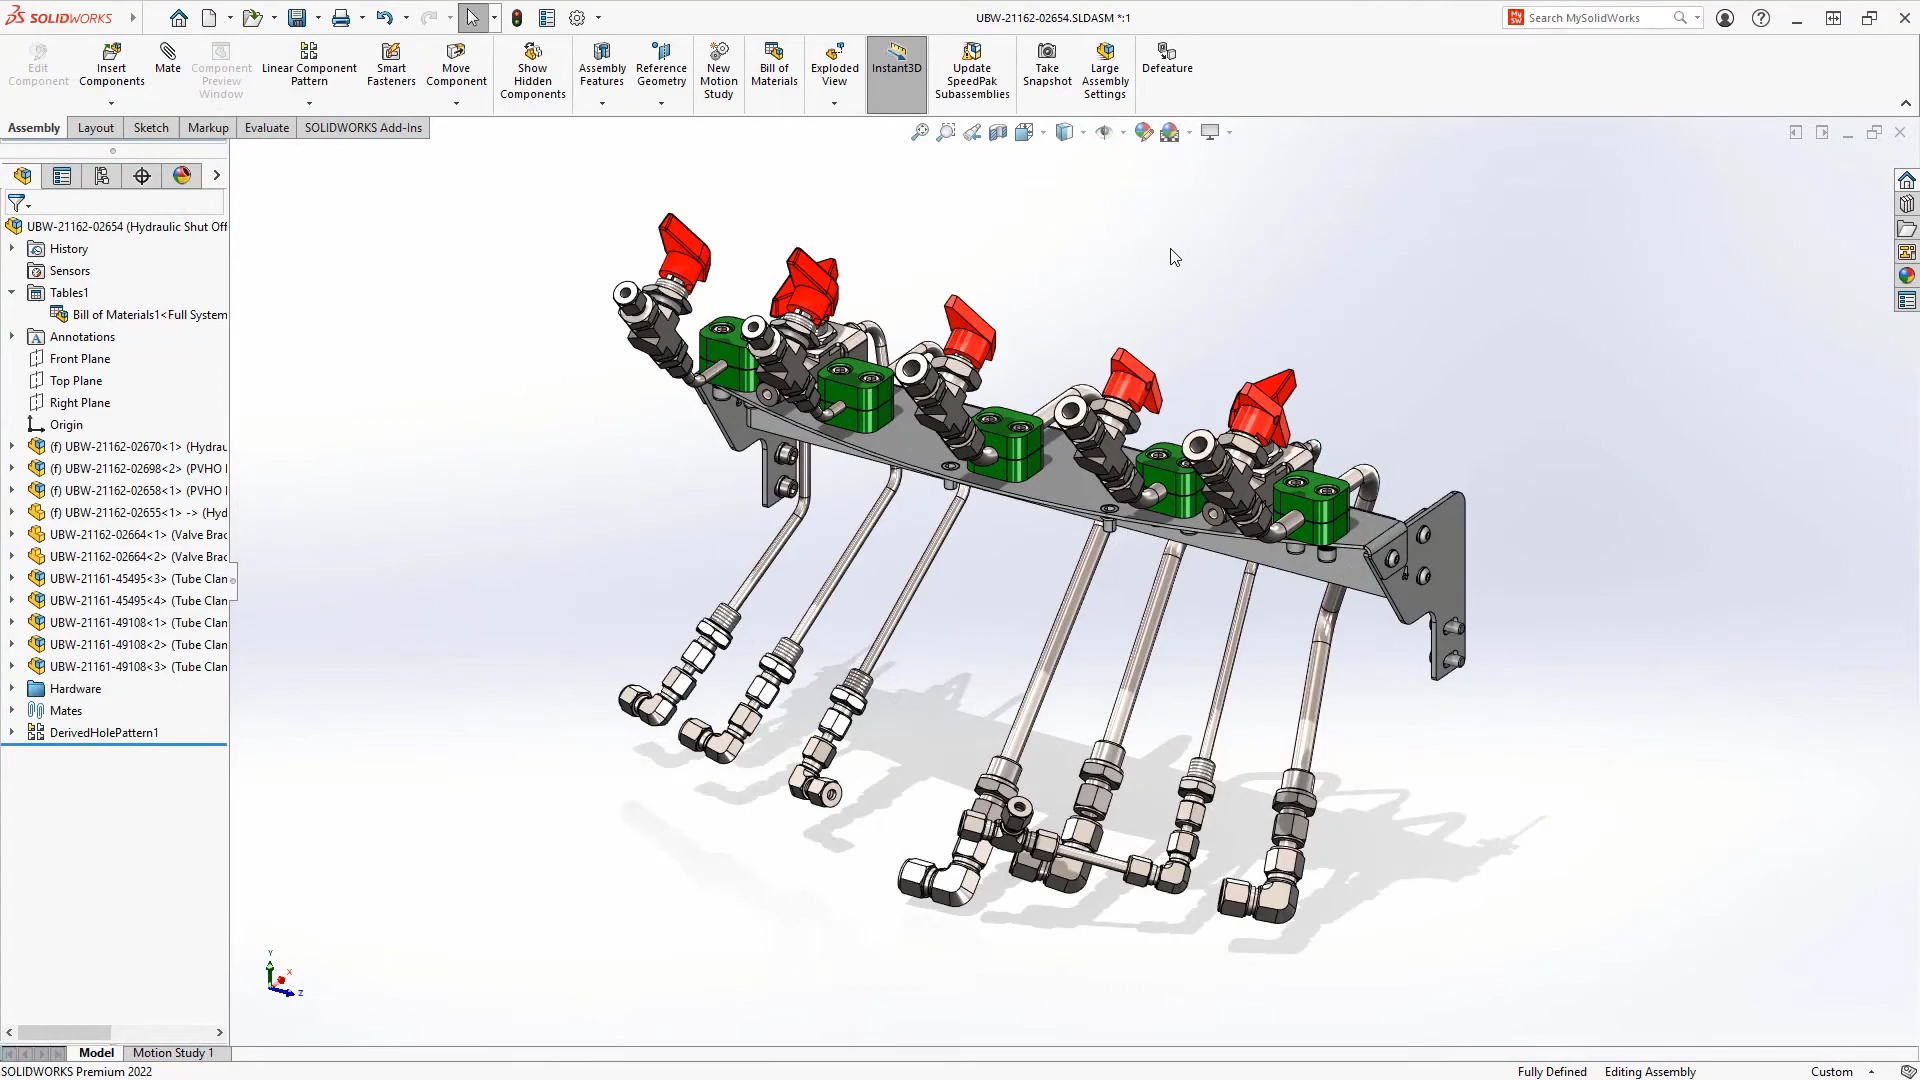 SOLIDWORKS
UBW-21162-02654.SLDASM *:1
Search MySolidWorks
Edit Component
Insert Components
Mate
Component Preview Window
Linear Component Pattern
Smart Fasteners
Move Component
Show Hidden Components
Assembly Features
Reference Geometry
New Motion Study
Bill of Materials
Exploded View
Instant3D
Update SpeedPak Subassemblies
Take Snapshot
Large Assembly Settings
Defeature
Assembly
Layout
Sketch
Markup
Evaluate
SOLIDWORKS Add-Ins
UBW-21162-02654 (Hydraulic Shut Off
History
Sensors
Tables1
Bill of Materials1<Full System
Annotations
Front Plane
Top Plane
Right Plane
Origin
(f) UBW-21162-02670<1> (Hydrau
(f) UBW-21162-02698<2> (PVHO
(f) UBW-21162-02658<1> (PVHO
(f) UBW-21162-02655<1> -> (Hyd
UBW-21162-02664<1> (Valve Brac
UBW-21162-02664<2> (Valve Brac
UBW-21161-45495<3> (Tube Clan
UBW-21161-45495<4> (Tube Clan
UBW-21161-49108<1> (Tube Clan
UBW-21161-49108<2> (Tube Clan
UBW-21161-49108<3> (Tube Clan
Hardware
Mates
DerivedHolePattern1
Y
X
Z
Model
Motion Study 1
SOLIDWORKS Premium 2022
Fully Defined
Editing Assembly
Custom